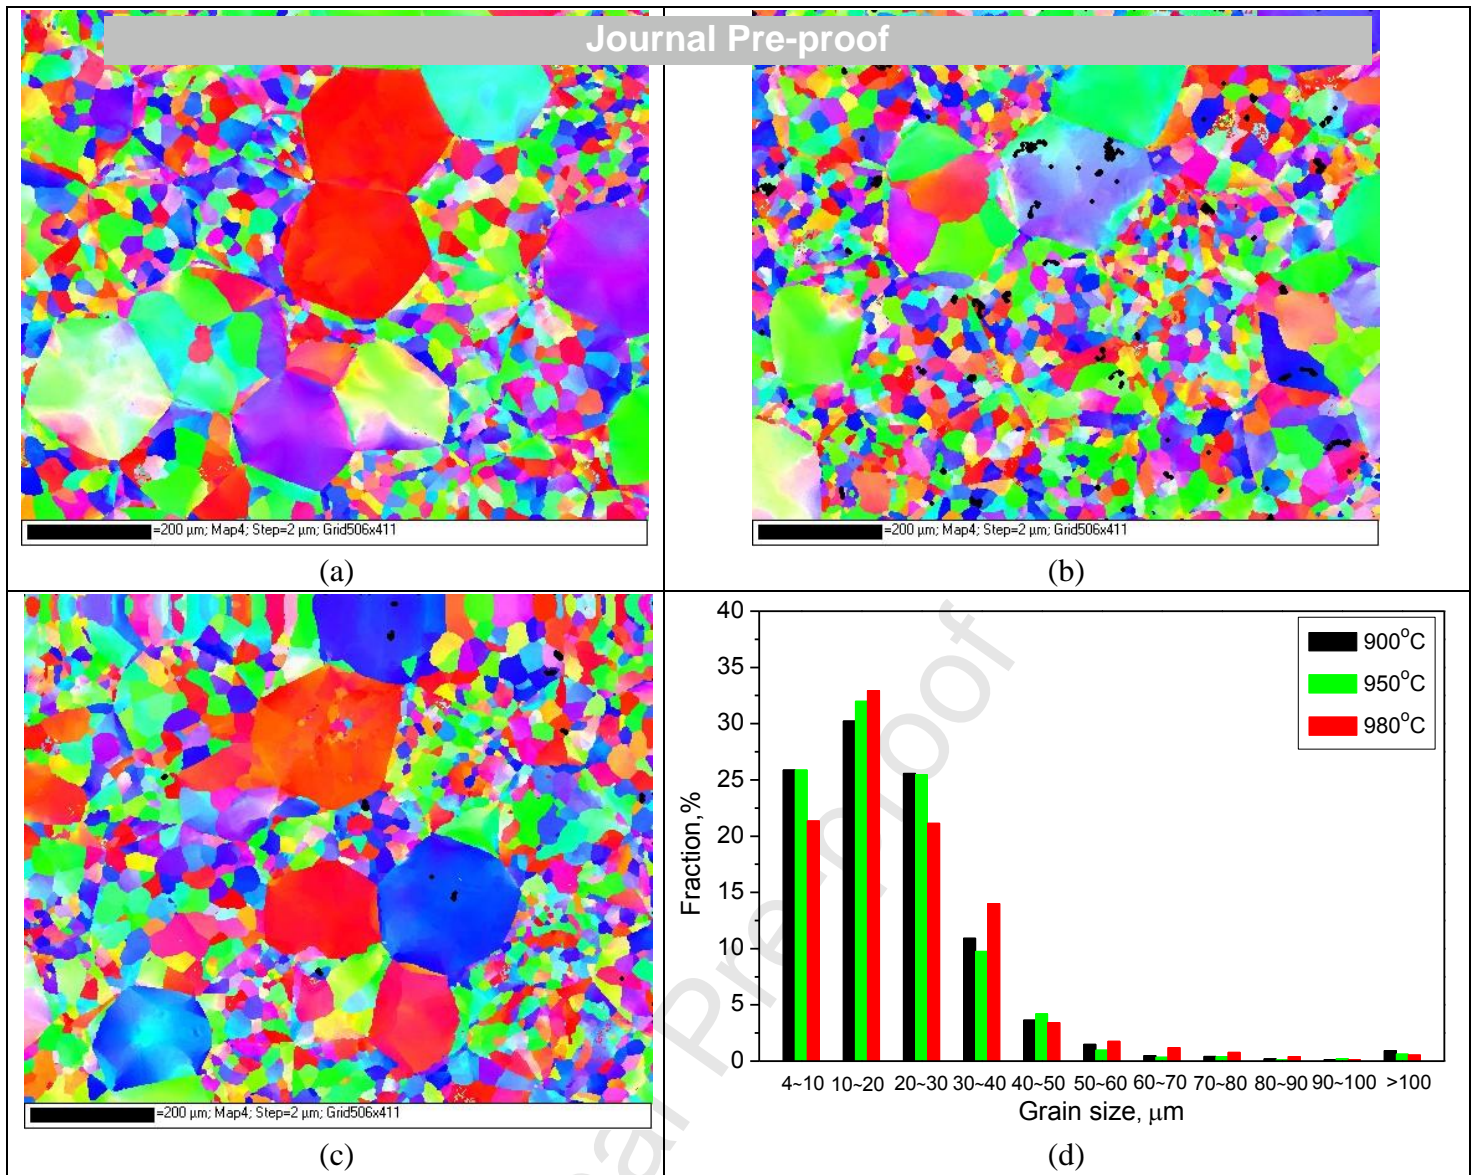 Journal Pre-proof
=200 µm; Map4; Step=2 µm; Grid506x411
(a)
=200 µm; Map4; Step=2 µm; Grid506x411
(b)
=200 µm; Map4; Step=2 µm; Grid506x411
(c)
40
35
30
25
20
15
10
5
0
Fraction,%
900°C
950°C
980°C
4~10 10~20 20~30 30~40 40~50 50~60 60~70 70~80 80~90 90~100 >100
Grain size, µm
(d)
Journal Pre-proof